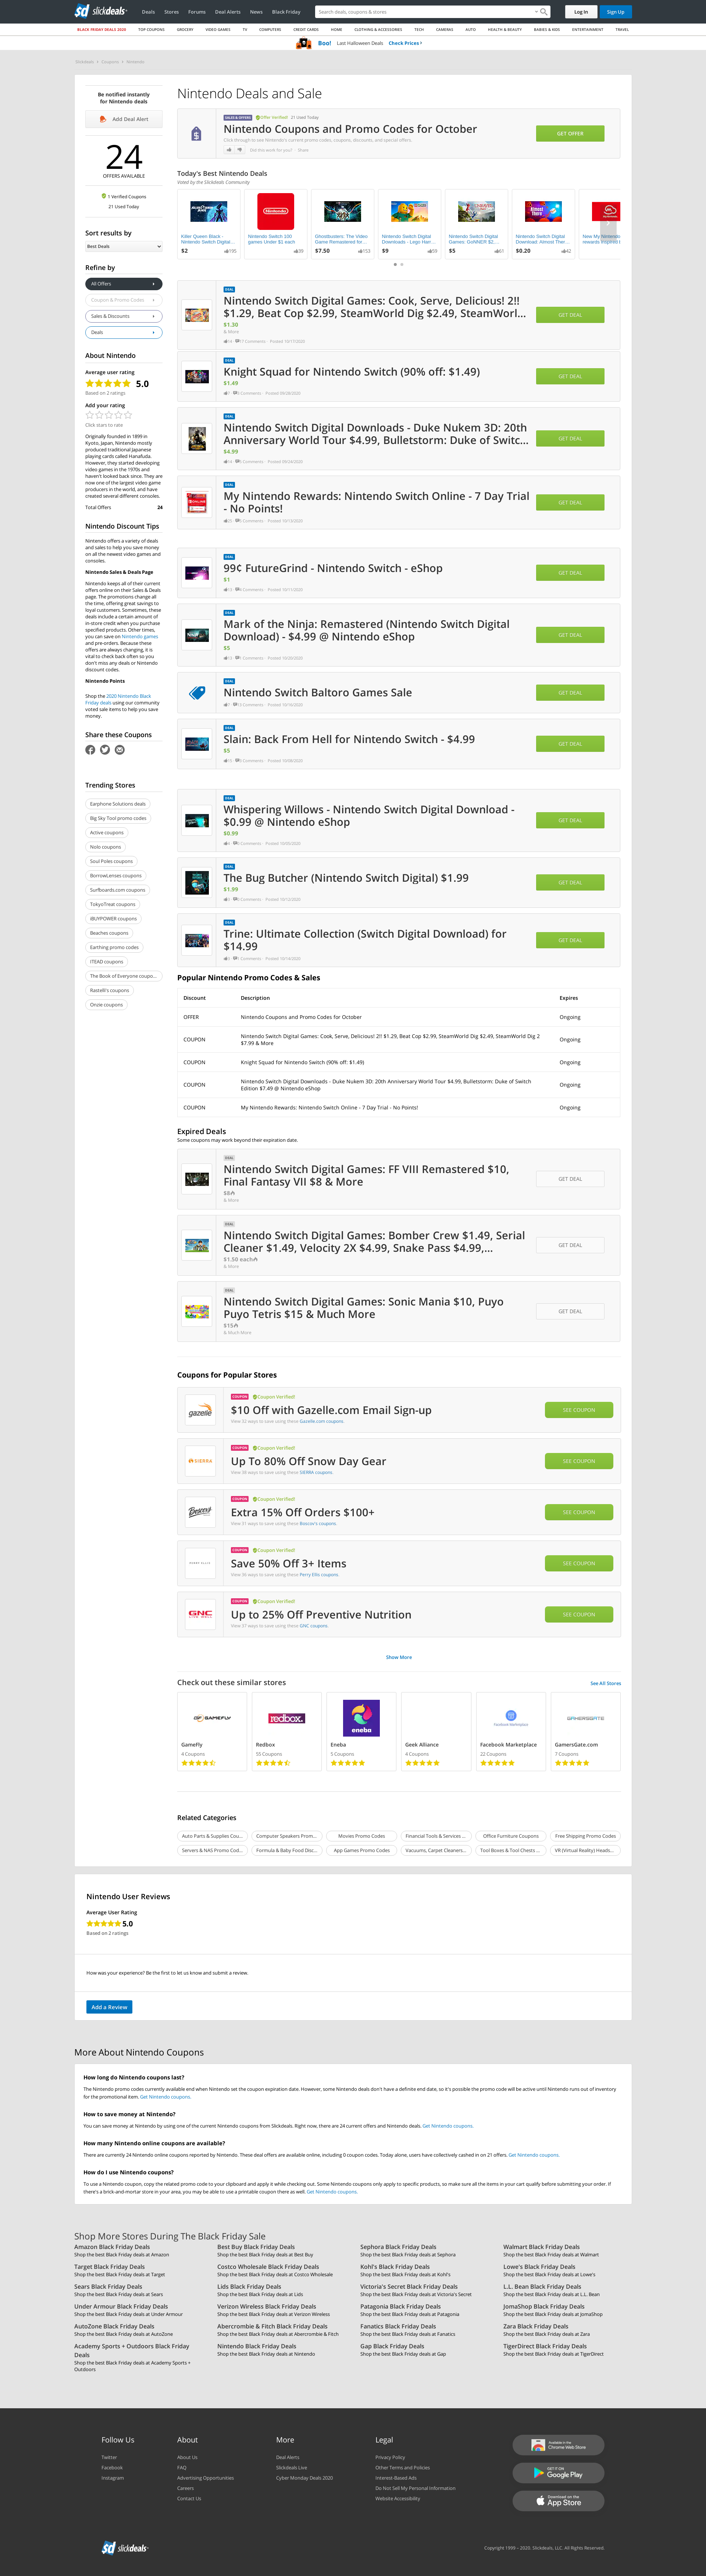 slickdeals
Deals
Stores
Forums
Deal Alerts
News
Black Friday
Search deals, coupons & stores
Log In
Sign Up
BLACK FRIDAY DEALS 2020
TOP COUPONS
GROCERY
VIDEO GAMES
TV
COMPUTERS
CREDIT CARDS
HOME
CLOTHING & ACCESSORIES
TECH
CAMERAS
AUTO
HEALTH & BEAUTY
BABIES & KIDS
ENTERTAINMENT
TRAVEL
Boo! Last Halloween Deals Check Prices
Slickdeals > Coupons > Nintendo
Be notified instantly
for Nintendo deals
Add Deal Alert
24
OFFERS AVAILABLE
1 Verified Coupons
21 Used Today
Sort results by
Best Deals
Refine by
All Offers
Coupon & Promo Codes
Sales & Discounts
Deals
About Nintendo
Average user rating
5.0
Based on 2 ratings
Add your rating
Click stars to rate
Originally founded in 1899 in
Kyoto, Japan, Nintendo mostly
produced traditional Japanese
playing cards called Hanafuda.
However, they started developing
video games in the 1970s and
haven't looked back since. They are
now one of the largest video game
producers in the world, and have
created several consoles.
Total Offers 24
Nintendo Discount Tips
Nintendo offers a variety of deals
and sales to help you save money
on all the newest video games and
consoles.
Nintendo Sales & Deals Page
Nintendo keeps all of their current
offers online on their Sales & Deals
page. The promotions change all
the time, offering great savings to
loyal customers. Sometimes, these
deals include a certain amount of
in-store credit when you purchase
specified products. Other times,
you can save on Nintendo games
and pre-orders. Because these
offers are always changing, it is
vital to check back often so you
don't miss any deals or Nintendo
discount codes.
Nintendo Points
Shop the 2020 Nintendo Black
Friday deals using our community
voted sale items to help you save
money.
Share these Coupons
Trending Stores
Earphone Solutions deals
Big Sky Tool promo codes
Active coupons
Nolo coupons
Soul Poles coupons
BorrowLenses coupons
Surfboards.com coupons
TokyoTreat coupons
iBUYPOWER coupons
Beaches coupons
Earthing promo codes
ITEAD coupons
The Book of Everyone coupo...
Rastelli's coupons
Onzie coupons
Nintendo Deals and Sale
SALES & OFFERS Offer Verified! 21 Used Today
Nintendo Coupons and Promo Codes for October
Click through to see Nintendo's current promo codes, coupons, discounts, and special offers.
Did this work for you? Share
GET OFFER
Today's Best Nintendo Deals
Voted by the Slickdeals Community
Killer Queen Black -
Nintendo Switch Digital...
$2
Nintendo Switch 100
games Under $1 each
Ghostbusters: The Video
Game Remastered for...
$7.50
Nintendo Switch Digital
Downloads - Lego Harr...
$9
Nintendo Switch Digital
Games: GoNNER $2,...
$5
Nintendo Switch Digital
Download: Almost Ther...
$0.20
DEAL
Nintendo Switch Digital Games: Cook, Serve, Delicious! 2!!
$1.29, Beat Cop $2.99, SteamWorld Dig $2.49, SteamWorl...
$1.30
& More
GET DEAL
DEAL
Knight Squad for Nintendo Switch (90% off: $1.49)
$1.49
GET DEAL
DEAL
Nintendo Switch Digital Downloads - Duke Nukem 3D: 20th
Anniversary World Tour $4.99, Bulletstorm: Duke of Switc...
$4.99
GET DEAL
DEAL
My Nintendo Rewards: Nintendo Switch Online - 7 Day Trial
- No Points!
GET DEAL
DEAL
99¢ FutureGrind - Nintendo Switch - eShop
$1
GET DEAL
DEAL
Mark of the Ninja: Remastered (Nintendo Switch Digital
Download) - $4.99 @ Nintendo eShop
$5
GET DEAL
DEAL
Nintendo Switch Baltoro Games Sale
GET DEAL
DEAL
Slain: Back From Hell for Nintendo Switch - $4.99
$5
GET DEAL
DEAL
Whispering Willows - Nintendo Switch Digital Download -
$0.99 @ Nintendo eShop
$0.99
GET DEAL
DEAL
The Bug Butcher (Nintendo Switch Digital) $1.99
$1.99
GET DEAL
DEAL
Trine: Ultimate Collection (Switch Digital Download) for
$14.99
GET DEAL
Popular Nintendo Promo Codes & Sales
Discount Description Expires
OFFER Nintendo Coupons and Promo Codes for October Ongoing
COUPON Nintendo Switch Digital Games: Cook, Serve, Delicious! 2!! $1.29, Beat Cop $2.99, SteamWorld Dig $2.49, SteamWorld Dig 2
$7.99 & More Ongoing
COUPON Knight Squad for Nintendo Switch (90% off: $1.49) Ongoing
COUPON Nintendo Switch Digital Downloads - Duke Nukem 3D: 20th Anniversary World Tour $4.99, Bulletstorm: Duke of Switch
Edition $7.49 @ Nintendo eShop Ongoing
COUPON My Nintendo Rewards: Nintendo Switch Online - 7 Day Trial - No Points! Ongoing
Expired Deals
Some coupons may work beyond their expiration date.
DEAL
Nintendo Switch Digital Games: FF VIII Remastered $10,
Final Fantasy VII $8 & More
$8
& More
GET DEAL
DEAL
Nintendo Switch Digital Games: Bomber Crew $1.49, Serial
Cleaner $1.49, Velocity 2X $4.99, Snake Pass $4.99,...
$1.50 each
& More
GET DEAL
DEAL
Nintendo Switch Digital Games: Sonic Mania $10, Puyo
Puyo Tetris $15 & Much More
$15
& Much More
GET DEAL
Coupons for Popular Stores
gazelle
COUPON Coupon Verified!
$10 Off with Gazelle.com Email Sign-up
View 32 ways to save using these Gazelle.com coupons
SEE COUPON
SIERRA
COUPON Coupon Verified!
Up To 80% Off Snow Day Gear
View 38 ways to save using these SIERRA coupons
SEE COUPON
Boscov's
COUPON Coupon Verified!
Extra 15% Off Orders $100+
View 31 ways to save using these Boscov's coupons
SEE COUPON
PERRY ELLIS
COUPON Coupon Verified!
Save 50% Off 3+ Items
View 30 ways to save using these Perry Ellis coupons
SEE COUPON
GNC
COUPON Coupon Verified!
Up to 25% Off Preventive Nutrition
View 37 ways to save using these GNC coupons
SEE COUPON
Show More
Check out these similar stores
See All Stores
GAMEFLY
GameFly
4 Coupons
redbox.
Redbox
55 Coupons
eneba
Eneba
5 Coupons
Geek Alliance
4 Coupons
Facebook Marketplace
Facebook Marketplace
22 Coupons
GAMERSGATE
GamersGate.com
7 Coupons
Related Categories
Auto Parts & Supplies Cou...
Computer Speakers Prom...
Movies Promo Codes
Financial Tools & Services ...
Office Furniture Coupons
Free Shipping Promo Codes
Servers & NAS Promo Cod...
Formula & Baby Food Disc...
App Games Promo Codes
Vacuums, Carpet Cleaners...
Tool Boxes & Tool Chests ...
VR (Virtual Reality) Heads...
Nintendo User Reviews
Average User Rating
5.0
Based on 2 ratings
How was your experience? Be the first to let us know and submit a review.
Add a Review
More About Nintendo Coupons
How long do Nintendo coupons last?
The Nintendo promo codes currently available end when Nintendo set the coupon expiration date. However, some Nintendo deals don't have a definite end date, so it's possible the promo code will be active until Nintendo runs out of inventory
for the promotional item. Get Nintendo coupons.
How to save money at Nintendo?
You can save money at Nintendo by using one of the current Nintendo coupons from Slickdeals. Right now, there are 24 current offers and Nintendo deals. Get Nintendo coupons.
How many Nintendo online coupons are available?
There are currently 24 Nintendo online coupons reported by Nintendo. These deal offers are available online, including 0 coupon codes. Today alone, users have collectively cashed in on 21 offers. Get Nintendo coupons.
How do I use Nintendo coupons?
To use a Nintendo coupon, copy the related promo code to your clipboard and apply it while checking out. Some Nintendo coupons only apply to specific products, so make sure all the items in your cart qualify before submitting your order. If
there's a brick-and-mortar store in your area, you may be able to use a printable coupon there as well. Get Nintendo coupons.
Shop More Stores During The Black Friday Sale
Amazon Black Friday Deals
Shop the best Black Friday deals at Amazon
Best Buy Black Friday Deals
Shop the best Black Friday deals at Best Buy
Sephora Black Friday Deals
Shop the best Black Friday deals at Sephora
Walmart Black Friday Deals
Shop the best Black Friday deals at Walmart
Target Black Friday Deals
Shop the best Black Friday deals at Target
Costco Wholesale Black Friday Deals
Shop the best Black Friday deals at Costco Wholesale
Kohl's Black Friday Deals
Shop the best Black Friday deals at Kohl's
Lowe's Black Friday Deals
Shop the best Black Friday deals at Lowe's
Sears Black Friday Deals
Shop the best Black Friday deals at Sears
Lids Black Friday Deals
Shop the best Black Friday deals at Lids
Victoria's Secret Black Friday Deals
Shop the best Black Friday deals at Victoria's Secret
L.L. Bean Black Friday Deals
Shop the best Black Friday deals at L.L. Bean
Under Armour Black Friday Deals
Shop the best Black Friday deals at Under Armour
Verizon Wireless Black Friday Deals
Shop the best Black Friday deals at Verizon Wireless
Patagonia Black Friday Deals
Shop the best Black Friday deals at Patagonia
JomaShop Black Friday Deals
Shop the best Black Friday deals at JomaShop
AutoZone Black Friday Deals
Shop the best Black Friday deals at AutoZone
Abercrombie & Fitch Black Friday Deals
Shop the best Black Friday deals at Abercrombie & Fitch
Fanatics Black Friday Deals
Shop the best Black Friday deals at Fanatics
Zara Black Friday Deals
Shop the best Black Friday deals at Zara
Academy Sports + Outdoors Black Friday
Deals
Shop the best Black Friday deals at Academy Sports +
Outdoors
Nintendo Black Friday Deals
Shop the best Black Friday deals at Nintendo
Gap Black Friday Deals
Shop the best Black Friday deals at Gap
TigerDirect Black Friday Deals
Shop the best Black Friday deals at TigerDirect
Follow Us
Twitter
Facebook
Instagram
About
About Us
FAQ
Advertising Opportunities
Careers
Contact Us
More
Deal Alerts
Slickdeals Live
Cyber Monday Deals 2020
Legal
Privacy Policy
Other Terms and Policies
Interest-Based Ads
Do Not Sell My Personal Information
Website Accessibility
Available in the
Chrome Web Store
GET IT ON
Google Play
Download on the
App Store
slickdeals
Copyright 1999 - 2020. Slickdeals, LLC. All Rights Reserved.